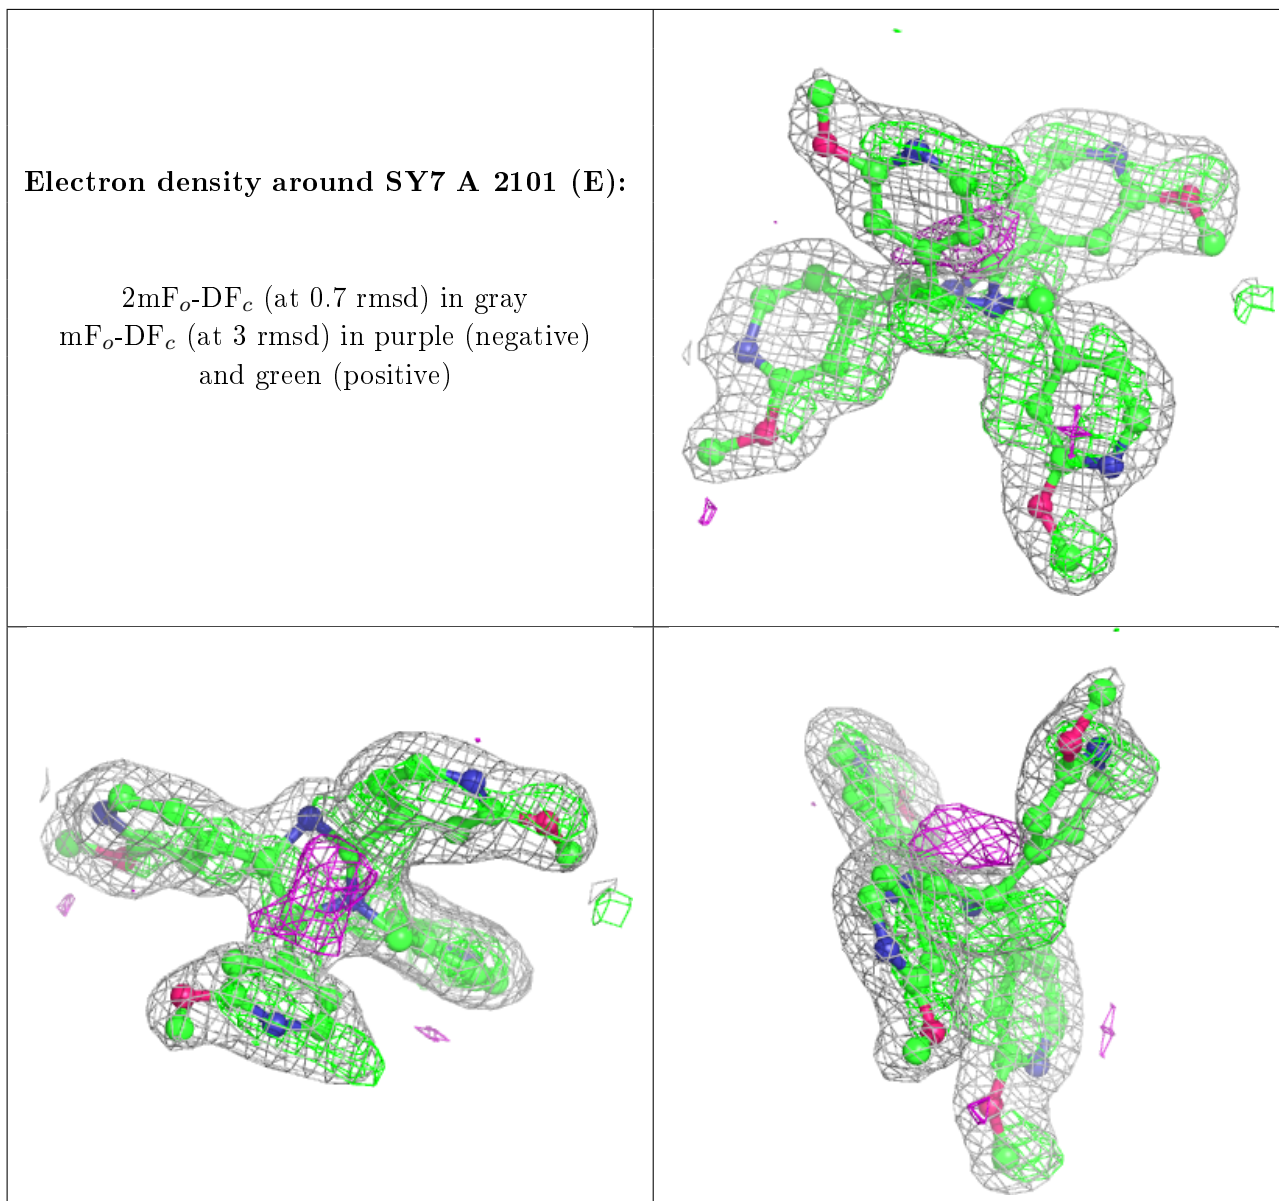 Electron density around SY7 A 2101 (E):
2mFo-DFc (at 0.7 rmsd) in gray
mFo-DFc (at 3 rmsd) in purple (negative)
and green (positive)